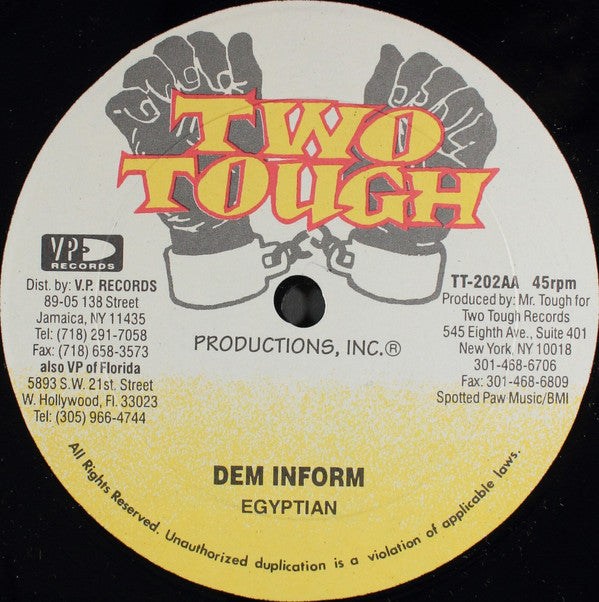 TWO
TOUGH
VP
RECORDS
Dist. by: V.P. RECORDS
89-05 138 Street
Jamaica, NY 11435
Tel: (718) 291-7058
Fax: (718) 658-3573
also VP of Florida
5893 S.W. 21st. Street
W. Hollywood, Fl. 33023
Tel: (305) 966-4744
PRODUCTIONS, INC.®
TT-202AA 45rpm
Produced by: Mr. Tough for
Two Tough Records
545 Eighth Ave., Suite 401
New York, NY 10018
301-468-6706
Fax: 301-468-6809
Spotted Paw Music/BMI
DEM INFORM
EGYPTIAN
All Rights Reserved. Unauthorized duplication is a violation of applicable laws.